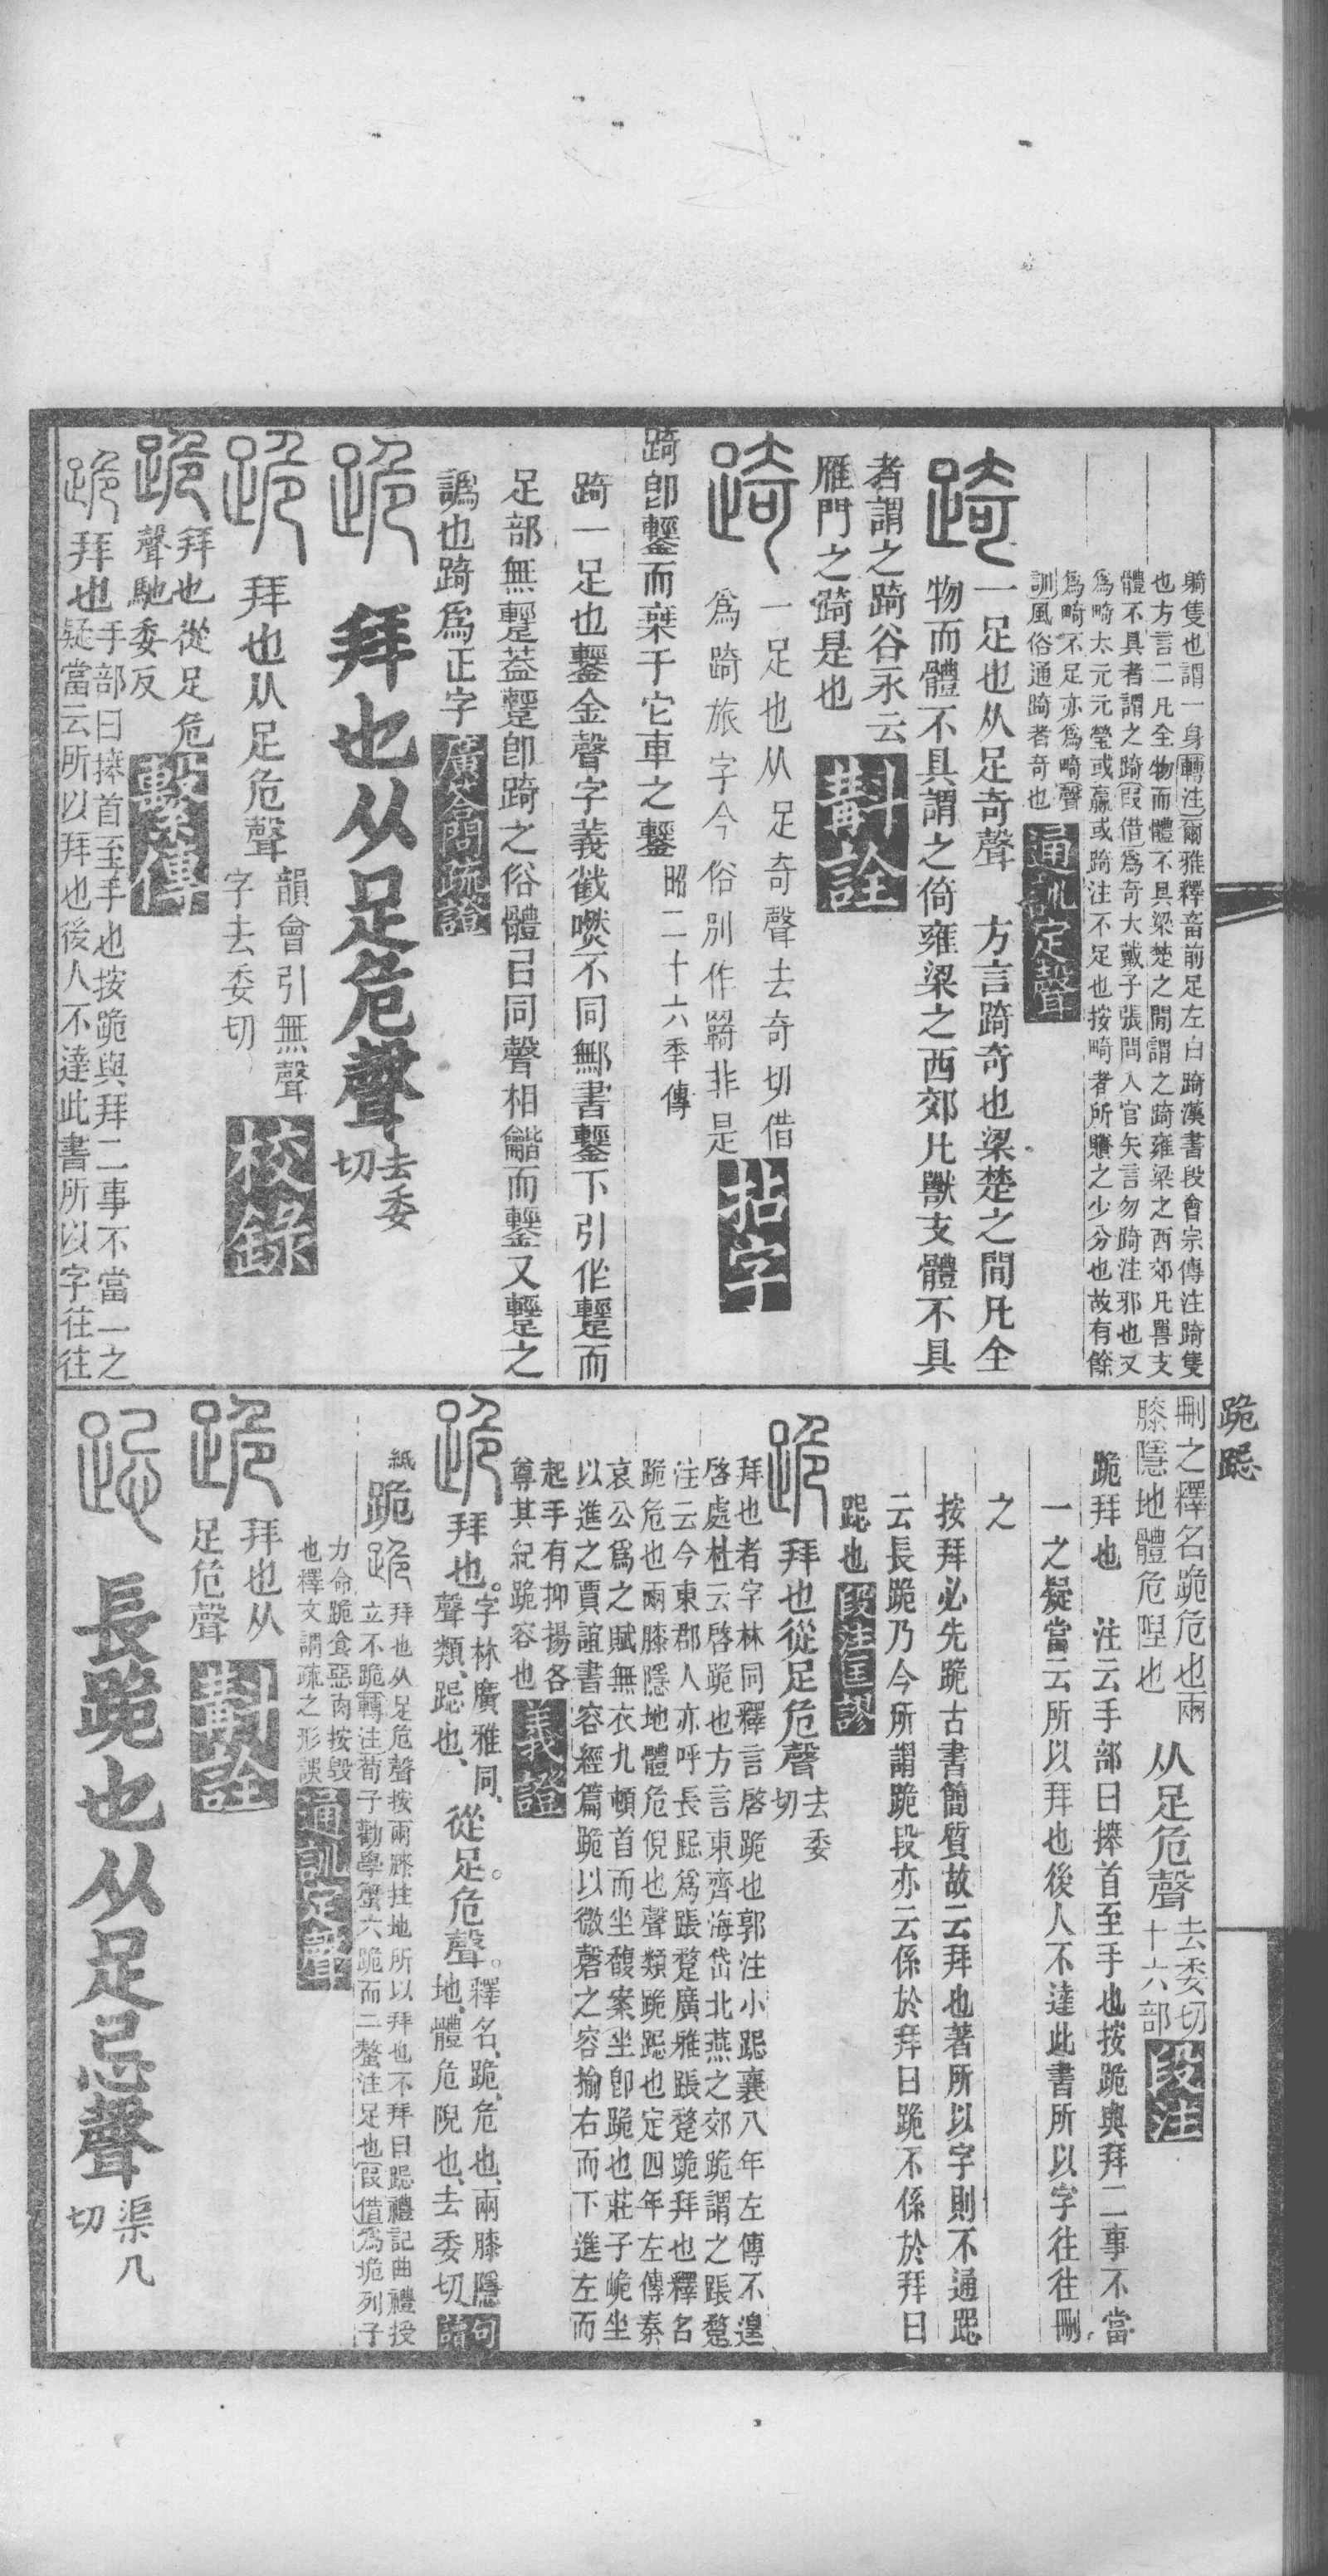 躺隻也謂一身轉注爾雅釋畜前足左白踦漢書段會宗傳注踦隻
也方言二凡全物而體不具梁楚之閒謂之踦雍梁之西郊凡嘼支
體不具者謂之踦叚借爲奇大戴子張問入官矢言勿踦注邪也又
爲畸太元元瑩或贏或踦注不足也按畸者所賸之少分也故有餘
爲畸不足亦爲畸聲
訓風俗通踦者奇也
通訓定聲
踦
一足也从足奇聲　方言踦奇也梁楚之閒凡全
物而體不具謂之倚雍梁之西郊凡獸支體不具
者謂之踦谷永云
雁門之踦是也
斠詮
踦
一足也从足奇聲去奇切借
爲踦旅字今俗別作羇非是
拈字
踦卽鑋而椉于它車之鑋
昭二十六秊傳
踦一足也鑋金聲字義㦸㗫不同鄦書鑋下引作躄而
足部無躄葢躄卽踦之俗體㠯同聲相龤而鑋又躄之
譌也踦爲正字
廣倉問疏證
跪
拜也从足危聲
去委
切
跪
拜也从足危聲
韻會引無聲
字去委切
校錄
跪
拜也從足危
聲馳委反
繫傳
跪
拜也
手部曰捧首至手也按跪與拜二事不當一之
疑當云所以拜也後人不達此書所以字往往
跪跽
刪之釋名跪危也兩
膝隱地體危隉也
从足危聲
去委切
十六部
段注
跪拜也　注云手部曰捧首至手也按跪與拜二事不當
一之疑當云所以拜也後人不達此書所以字往往刪
之
按拜必先跪古書簡質故云拜也著所以字則不通跽
云長跪乃今所謂跪段亦云係於拜曰跪不係於拜曰
跽也
段注匡謬
跪
拜也從足危聲
去委
切
拜也者字林同釋言啓跪也郭注小跽襄八年左傳不遑
啓處杜云啓跪也方言東齊海岱北燕之郊跪謂之䟫䠆
注云今東郡人亦呼長跽爲䟫䠆廣雅䟫䠆跪拜也釋名
跪危也兩膝隱地體危倪也聲類跪跽也定四年左傳秦
哀公爲之賦無衣九頓首而坐馥案坐卽跪也莊子跪坐
以進之賈誼書容經篇跪以微磬之容揄右而下進左而
起手有抑揚各
尊其紀跪容也
義證
跪
拜也。
字林廣雅同、
聲類、跽也、
從足。危聲。
釋名、跪、危也、兩膝隱
地、體危隉也、去委切
句讀
紙
跪
跪
拜也从足危聲按兩膝拄地所以拜也不拜曰跽禮記曲禮授
立不跪轉注荀子勸學蟹六跪而二螯注足也叚借爲垝列子
力命跪食惡肉按毀
也釋文謂疏之形誤
通訓定聲
跪
拜也从
足危聲
斠詮
跽
長跪也从足忌聲
渠几
切